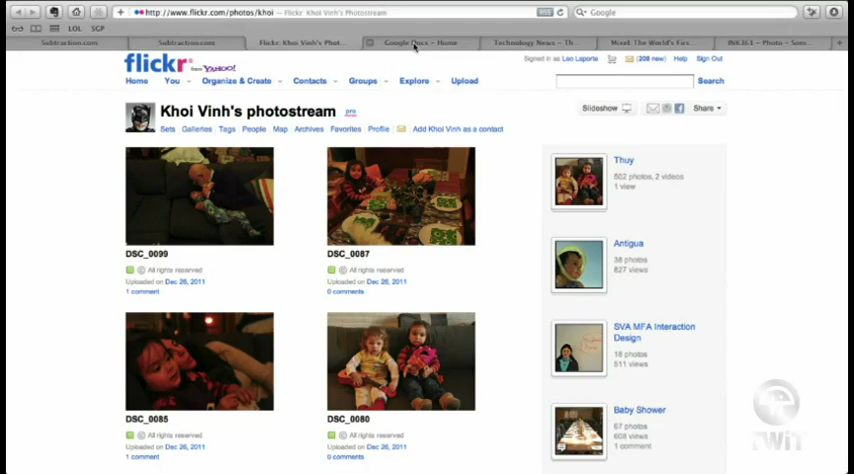 http://www.flickr.com/photos/khoi — Flickr: Khoi Vinh's Photostream
Google
LOL SGP
Subtraction.com
Subtraction.com
Flickr: Khoi Vinh's Phot...
Google Docs - Home
Technology News - Th...
Mixel: The World's Firs...
INK361 - Photo - Som...
flickr from YAHOO!
Signed in as Leo Laporte (208 new) Help Sign Out
Home You Organize & Create Contacts Groups Explore Upload
Search
Khoi Vinh's photostream pro
Slideshow Share
Sets Galleries Tags People Map Archives Favorites Profile Add Khoi Vinh as a contact
DSC_0099
© All rights reserved
Uploaded on Dec 26, 2011
1 comment
DSC_0087
© All rights reserved
Uploaded on Dec 26, 2011
0 comments
DSC_0085
© All rights reserved
Uploaded on Dec 26, 2011
1 comment
DSC_0080
© All rights reserved
Uploaded on Dec 26, 2011
0 comments
Thuy
802 photos, 2 videos
1 view
Antigua
38 photos
827 views
SVA MFA Interaction
Design
18 photos
511 views
Baby Shower
67 photos
608 views
1 comment
TWiT